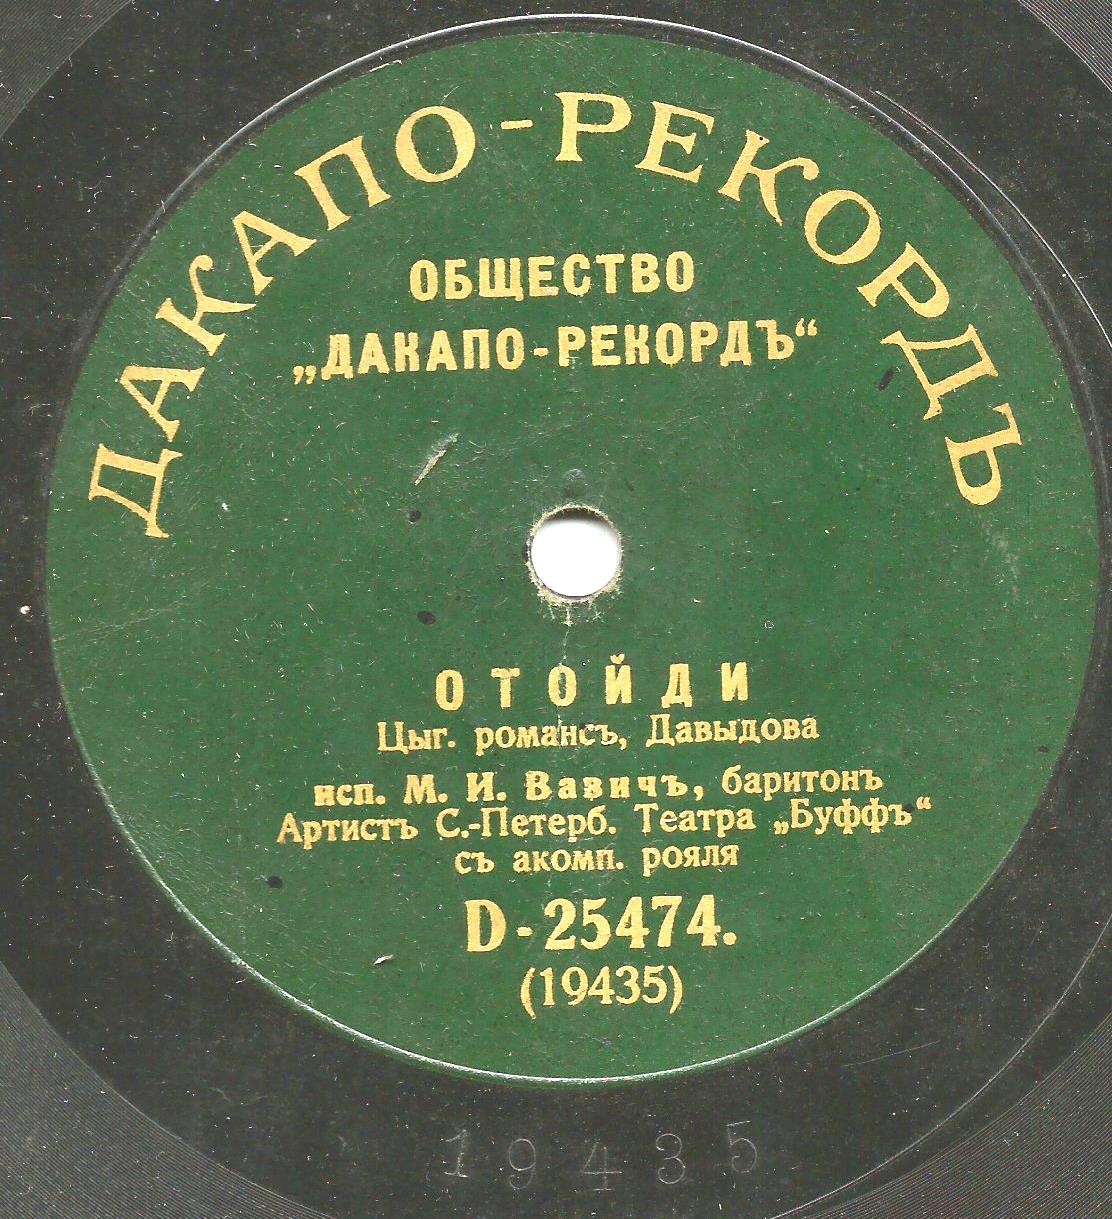 ДАКАПО-РЕКОРДЪ
ОБЩЕСТВО
„ДАКАПО-РЕКОРДЪ“
ОТОЙДИ
Цыг. романсъ, Давыдова
исп. М. И. Вавичъ, баритонъ
Артистъ С.-Петерб. Театра „Буффъ“
съ акомп. рояля
D-25474.
(19435)
19435